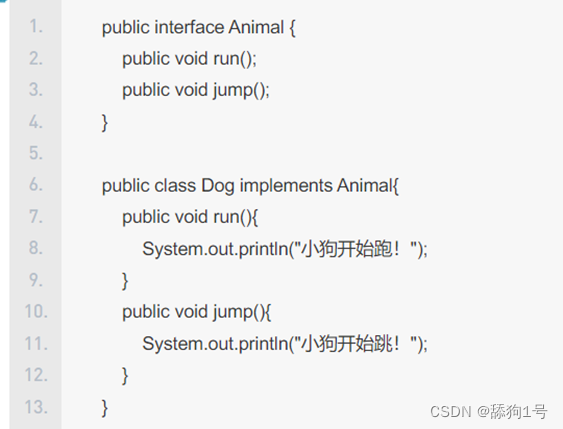 1. public interface Animal {
2. public void run();
3. public void jump();
4. }
5.
6. public class Dog implements Animal{
7. public void run(){
8. System.out.println("小狗开始跑！");
9. }
10. public void jump(){
11. System.out.println("小狗开始跳！");
12. }
13. }
CSDN @舔狗1号